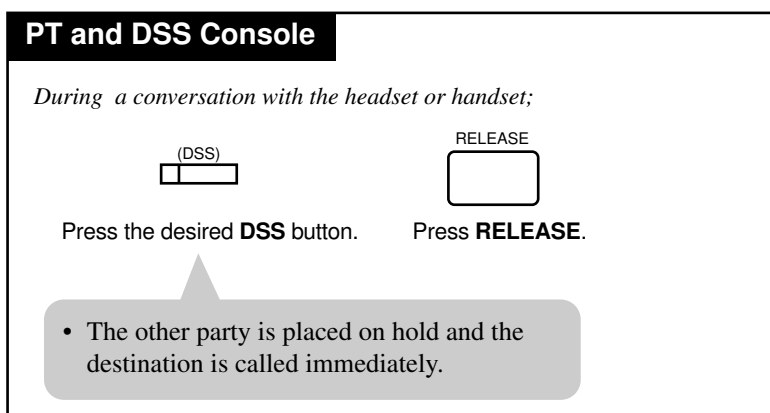 PT and DSS Console
During a conversation with the headset or handset;
(DSS)
RELEASE
Press the desired DSS button.
Press RELEASE.
• The other party is placed on hold and the
destination is called immediately.